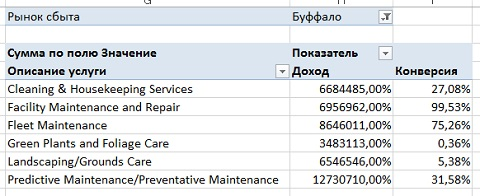 Рынок сбыта Буффало
Сумма по полю Значение Показатель
Описание услуги Доход Конверсия
Cleaning & Housekeeping Services 6684485,00% 27,08%
Facility Maintenance and Repair 6956962,00% 99,53%
Fleet Maintenance 8646011,00% 75,26%
Green Plants and Foliage Care 3483113,00% 0,36%
Landscaping/Grounds Care 6546546,00% 5,38%
Predictive Maintenance/Preventative Maintenance 12730710,00% 31,58%